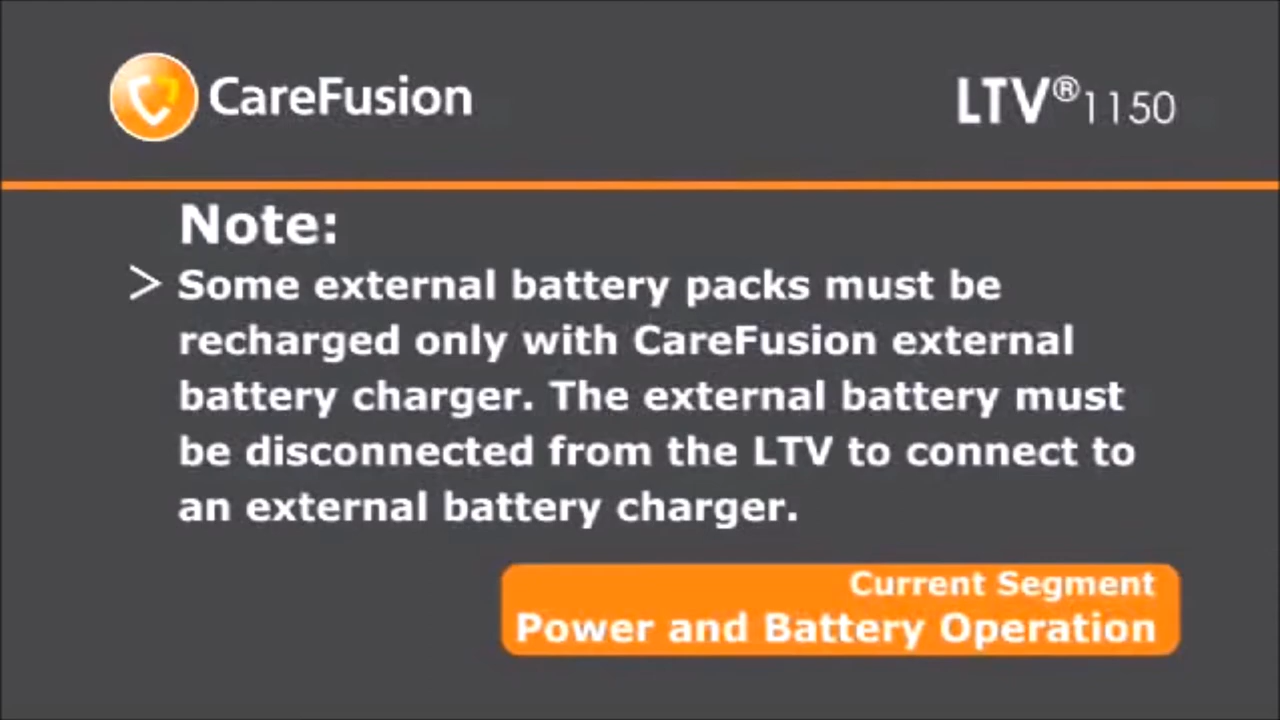 CareFusion
LTV® 1150
Note:
> Some external battery packs must be
recharged only with CareFusion external
battery charger. The external battery must
be disconnected from the LTV to connect to
an external battery charger.
Current Segment
Power and Battery Operation